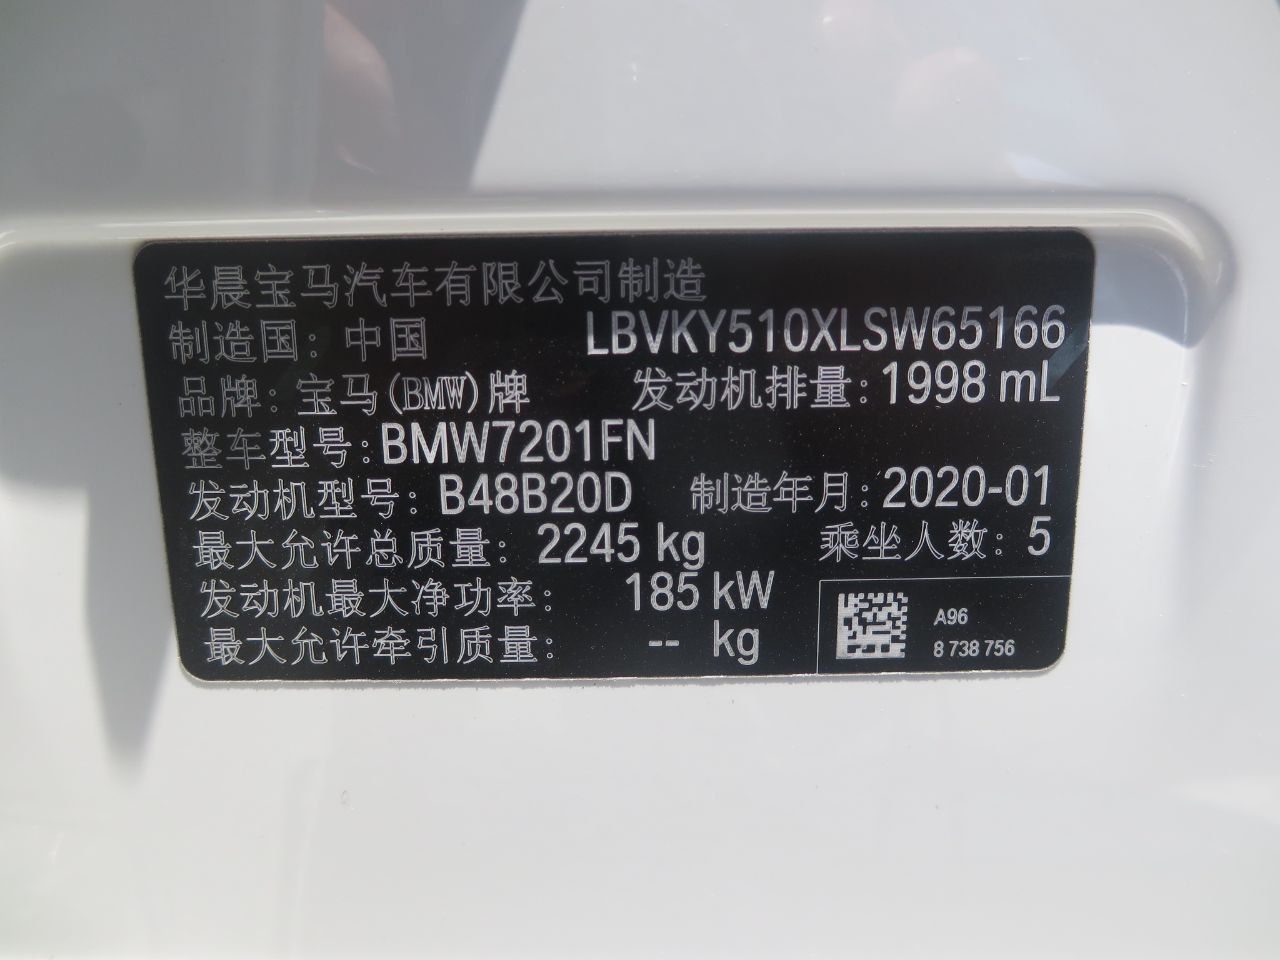 华晨宝马汽车有限公司制造
制造国：中国 LBVKY510XLSW65166
品牌：宝马(BMW)牌 发动机排量：1998 mL
整车型号：BMW7201FN
发动机型号：B48B20D 制造年月：2020-01
最大允许总质量：2245 kg 乘坐人数：5
发动机最大净功率：185 kW
最大允许牵引质量：-- kg
A96
8 738 756